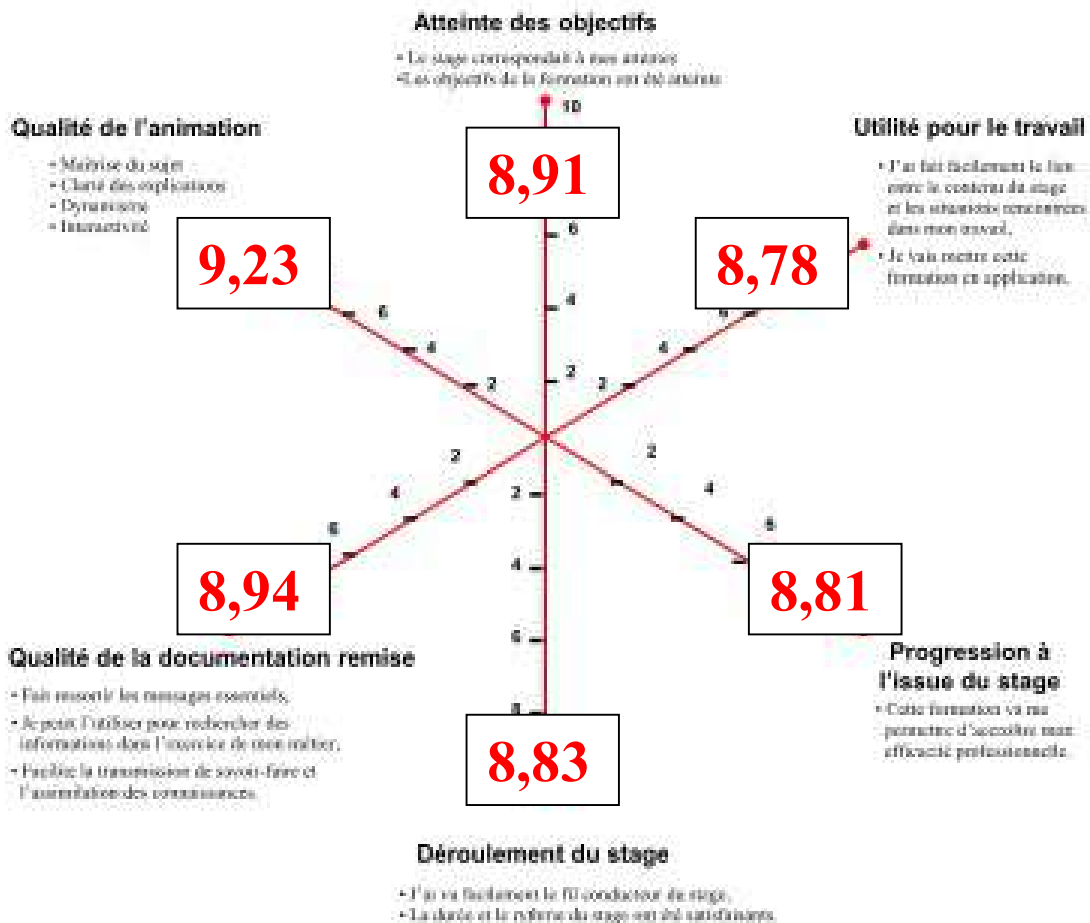 Atteinte des objectifs
• Le stage correspondait à mes attentes
•Les objectifs de la formation ont été atteints
10
8,91
6
4
2
Utilité pour le travail
• J'ai fait facilement le lien
entre le contenu du stage
et les situations rencontrées
dans mon travail.
• Je vais mettre cette
formation en application.
8,78
6
4
2
Progression à
l'issue du stage
• Cette formation va me
permettre d'accroître mon
efficacité professionnelle.
8,81
2
4
6
2
4
6
8
8,83
Déroulement du stage
• J'ai vu facilement le fil conducteur du stage.
• La durée et le rythme du stage ont été satisfaisants.
2
4
6
8,94
Qualité de la documentation remise
• Fait ressortir les messages essentiels.
• Je peux l'utiliser pour rechercher des
informations dans l'exercice de mon métier.
• Facilite la transmission de savoir-faire et
l'assimilation des connaissances.
Qualité de l'animation
• Maîtrise du sujet
• Clarté des explications
• Dynamisme
• Interactivité
9,23
6
4
2